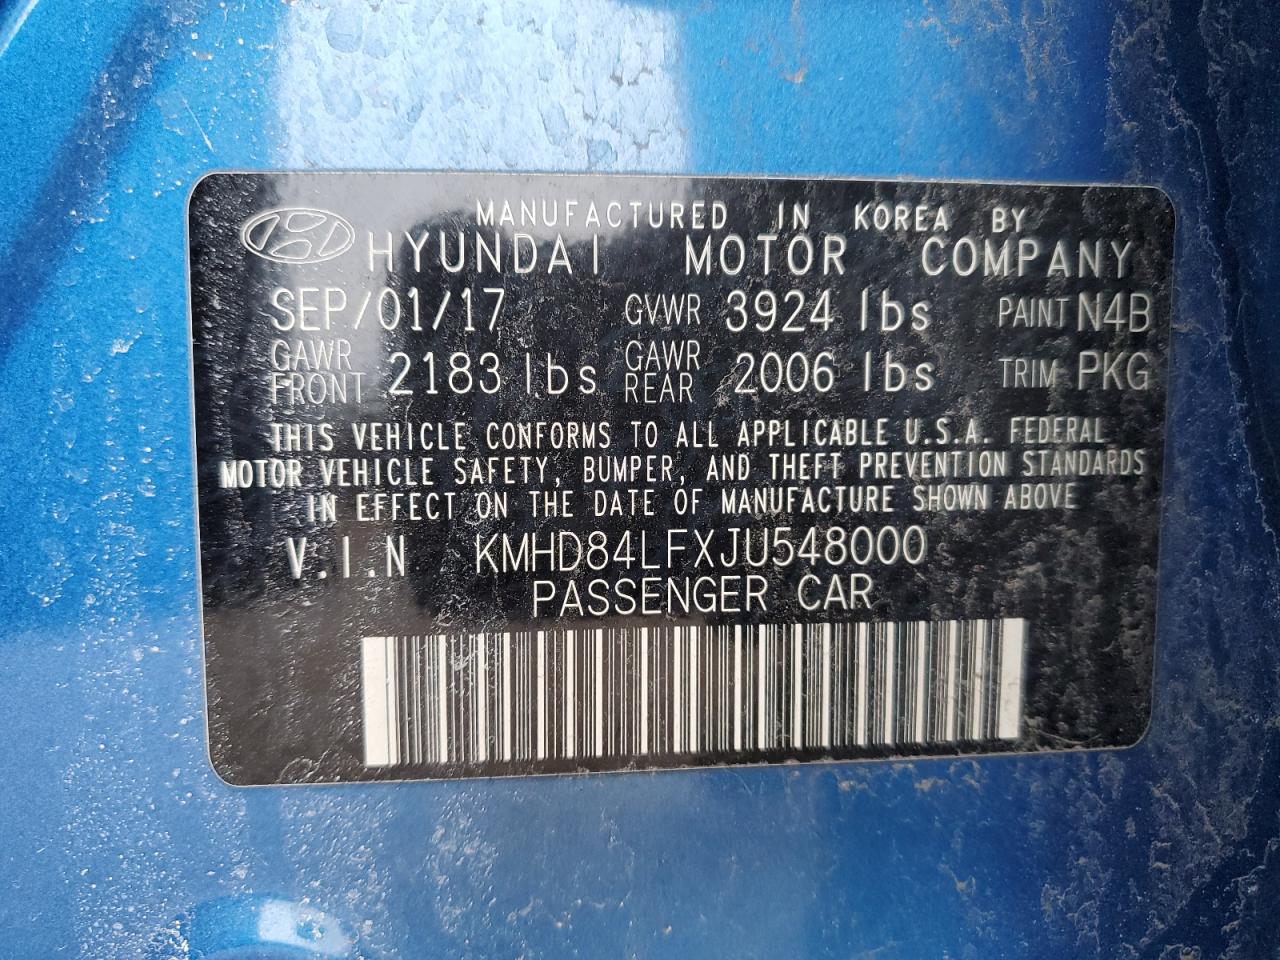 MANUFACTURED IN KOREA BY
HYUNDAI MOTOR COMPANY
SEP/01/17 GVWR 3924 lbs PAINT N4B
GAWR FRONT 2183 lbs GAWR REAR 2006 lbs TRIM PKG
THIS VEHICLE CONFORMS TO ALL APPLICABLE U.S.A. FEDERAL
MOTOR VEHICLE SAFETY, BUMPER, AND THEFT PREVENTION STANDARDS
IN EFFECT ON THE DATE OF MANUFACTURE SHOWN ABOVE
V.I.N KMHD84LFXJU548000
PASSENGER CAR